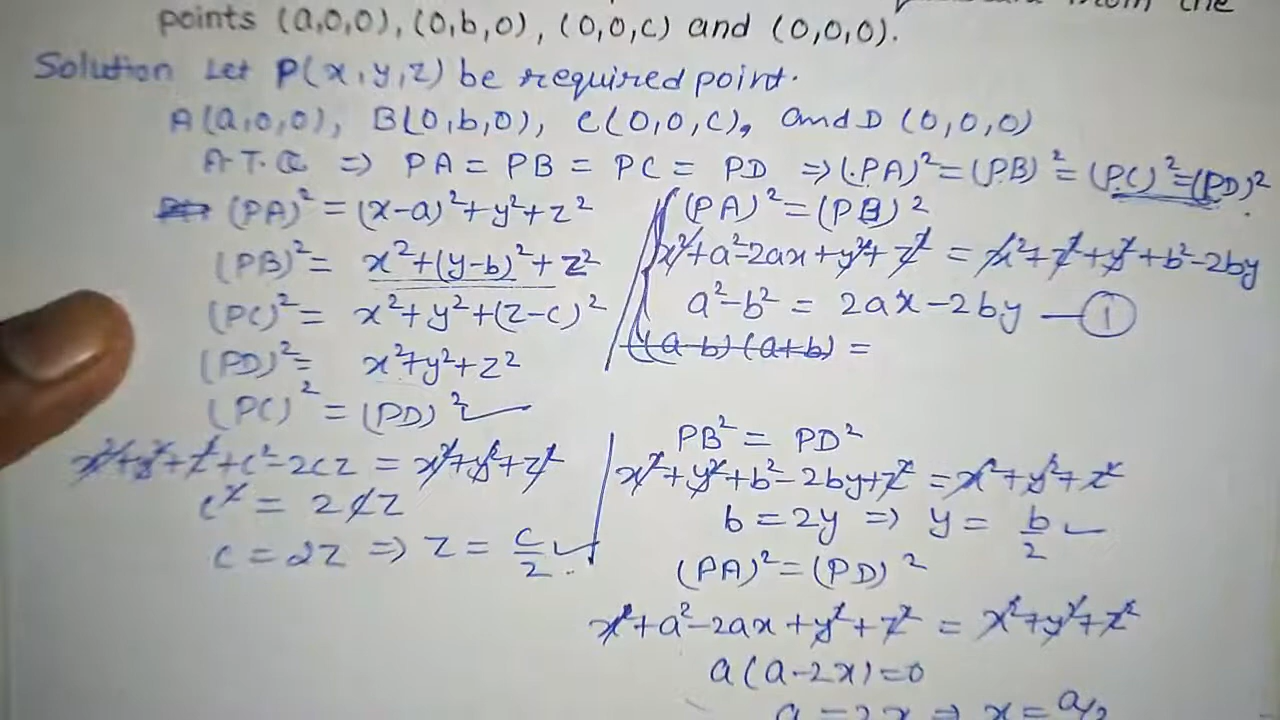 the
points (a,0,0), (0,b,0), (0,0,c) and (0,0,0).
Solution Let P(x,y,z) be required point.
A(a,0,0), B(0,b,0), C(0,0,c), and D (0,0,0)
A.T.Q ⇒ PA = PB = PC = PD ⇒ (PA)² = (PB)² = (PC)² = (PD)²
(PA)² = (x-a)² + y² + z²
(PB)² = x² + (y-b)² + z²
(PC)² = x² + y² + (z-c)²
(PD)² = x² + y² + z²
(PC)² = (PD)²
x² + y² + z² + c² - 2cz = x² + y² + z²
c² = 2cz
c = 2z ⇒ z = c/2
(PA)² = (PB)²
x² + a² - 2ax + y² + z² = x² + z² + y² + b² - 2by
a² - b² = 2ax - 2by — ①
((a-b)(a+b) =
PB² = PD²
x² + y² + b² - 2by + z² = x² + y² + z²
b = 2y ⇒ y = b/2
(PA)² = (PD)²
x² + a² - 2ax + y² + z² = x² + y² + z²
a(a-2x) = 0
a = 2x ⇒ x = a/2